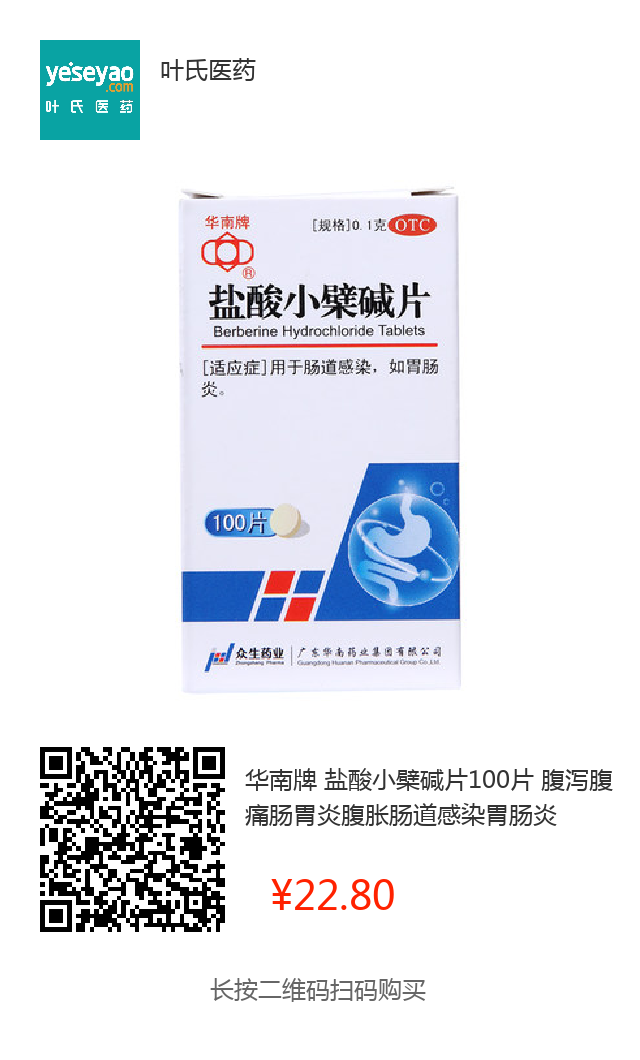 yeseyao
.com
叶氏医药
叶氏医药
华南牌
[规格]0.1克 OTC
®
盐酸小檗碱片
Berberine Hydrochloride Tablets
[适应症]用于肠道感染，如胃肠
炎。
100片
众生药业
Zhongsheng Pharma
广东华南药业集团有限公司
Guangdong Huanan Pharmaceutical Group Co.,Ltd.
华南牌 盐酸小檗碱片100片 腹泻腹
痛肠胃炎腹胀肠道感染胃肠炎
¥22.80
长按二维码扫码购买